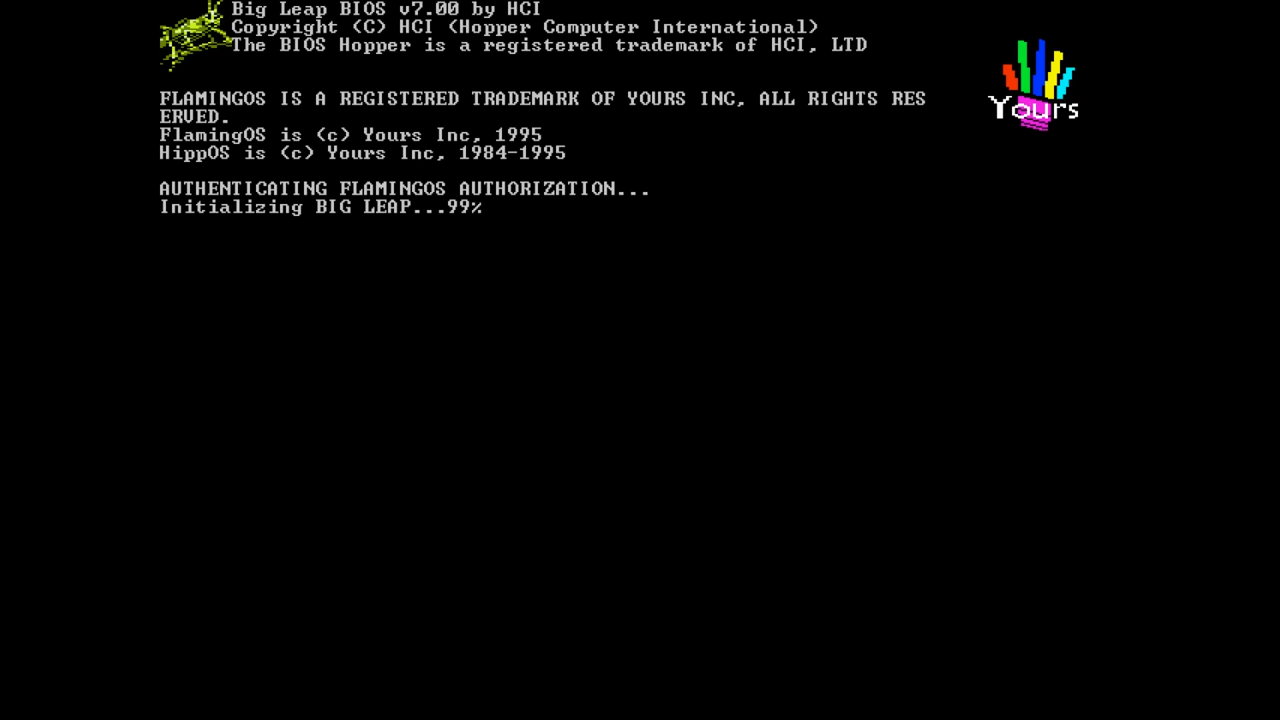 Big Leap BIOS v7.00 by HCI
Copyright (C) HCI (Hopper Computer International)
The BIOS Hopper is a registered trademark of HCI, LTD
Yours
FLAMINGOS IS A REGISTERED TRADEMARK OF YOURS INC, ALL RIGHTS RES
ERVED.
FlamingOS is (c) Yours Inc, 1995
HippOS is (c) Yours Inc, 1984-1995
AUTHENTICATING FLAMINGOS AUTHORIZATION...
Initializing BIG LEAP...99%